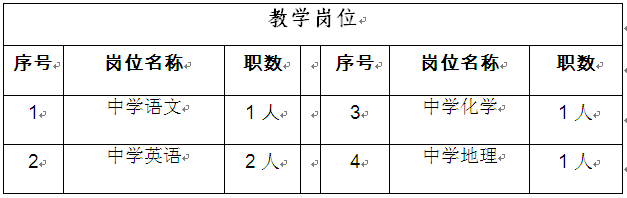 教学岗位
序号 岗位名称 职数 序号 岗位名称 职数
1 中学语文 1人 3 中学化学 1人
2 中学英语 2人 4 中学地理 1人